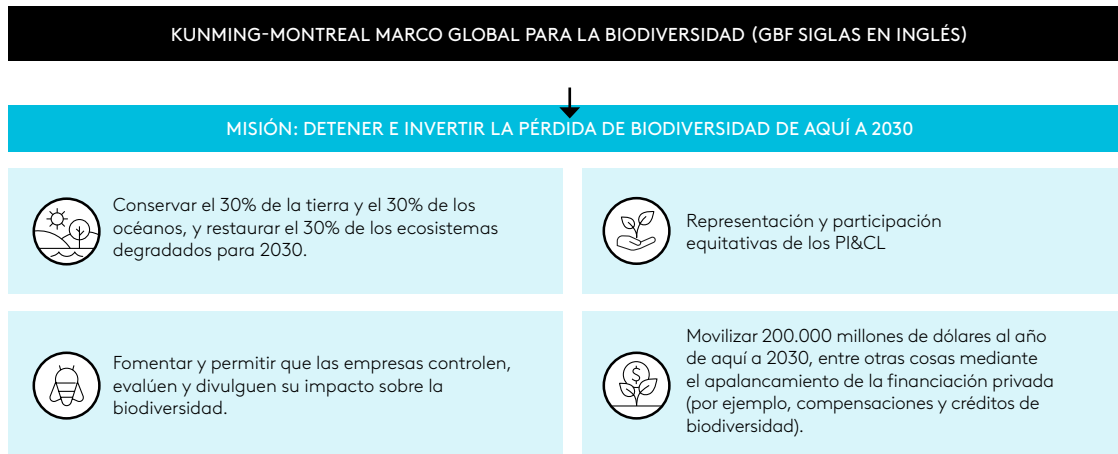 KUNMING-MONTREAL MARCO GLOBAL PARA LA BIODIVERSIDAD (GBF SIGLAS EN INGLÉS)
MISIÓN: DETENER E INVERTIR LA PÉRDIDA DE BIODIVERSIDAD DE AQUÍ A 2030
Conservar el 30% de la tierra y el 30% de los
océanos, y restaurar el 30% de los ecosistemas
degradados para 2030.
Representación y participación
equitativas de los PI&CL
Fomentar y permitir que las empresas controlen,
evalúen y divulguen su impacto sobre la
biodiversidad.
Movilizar 200.000 millones de dólares al año
de aquí a 2030, entre otras cosas mediante
el apalancamiento de la financiación privada
(por ejemplo, compensaciones y créditos de
biodiversidad).